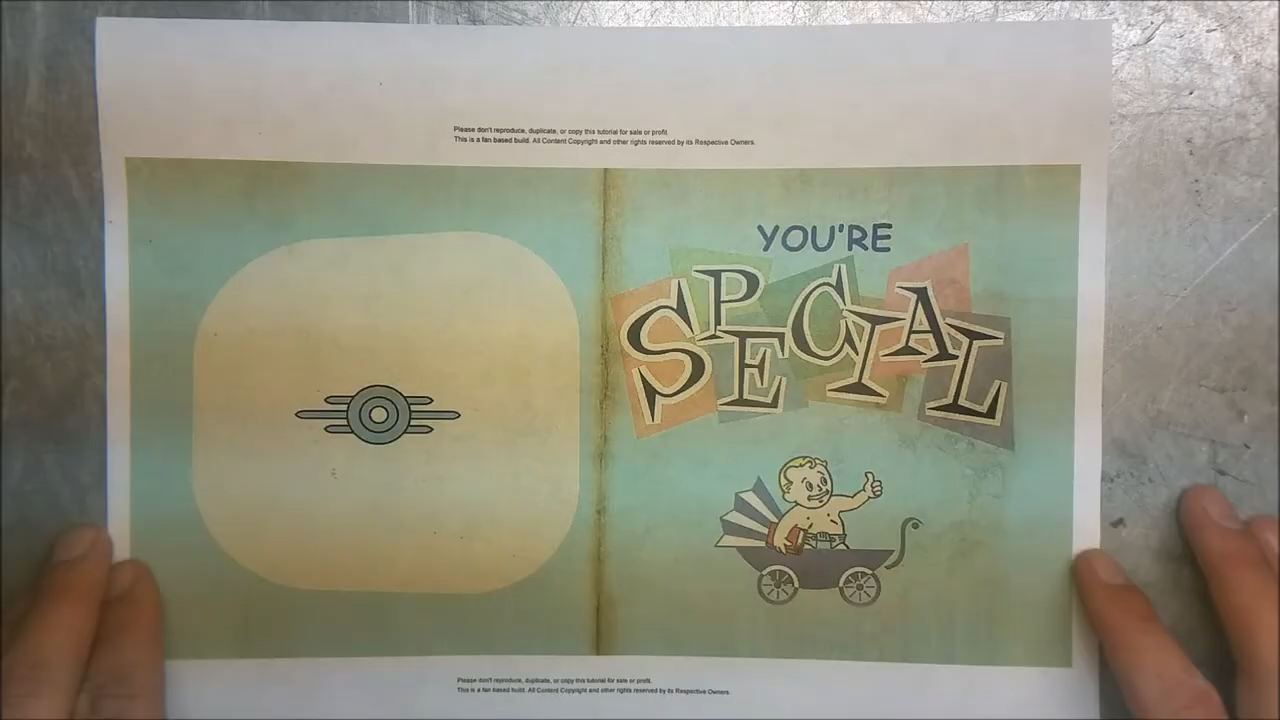 Please don't reproduce, duplicate, or copy this tutorial for sale or profit.
This is a fan based build. All Content Copyright and other rights reserved by its Respective Owners.
YOU'RE
SPECIAL
Please don't reproduce, duplicate, or copy this tutorial for sale or profit.
This is a fan based build. All Content Copyright and other rights reserved by its Respective Owners.